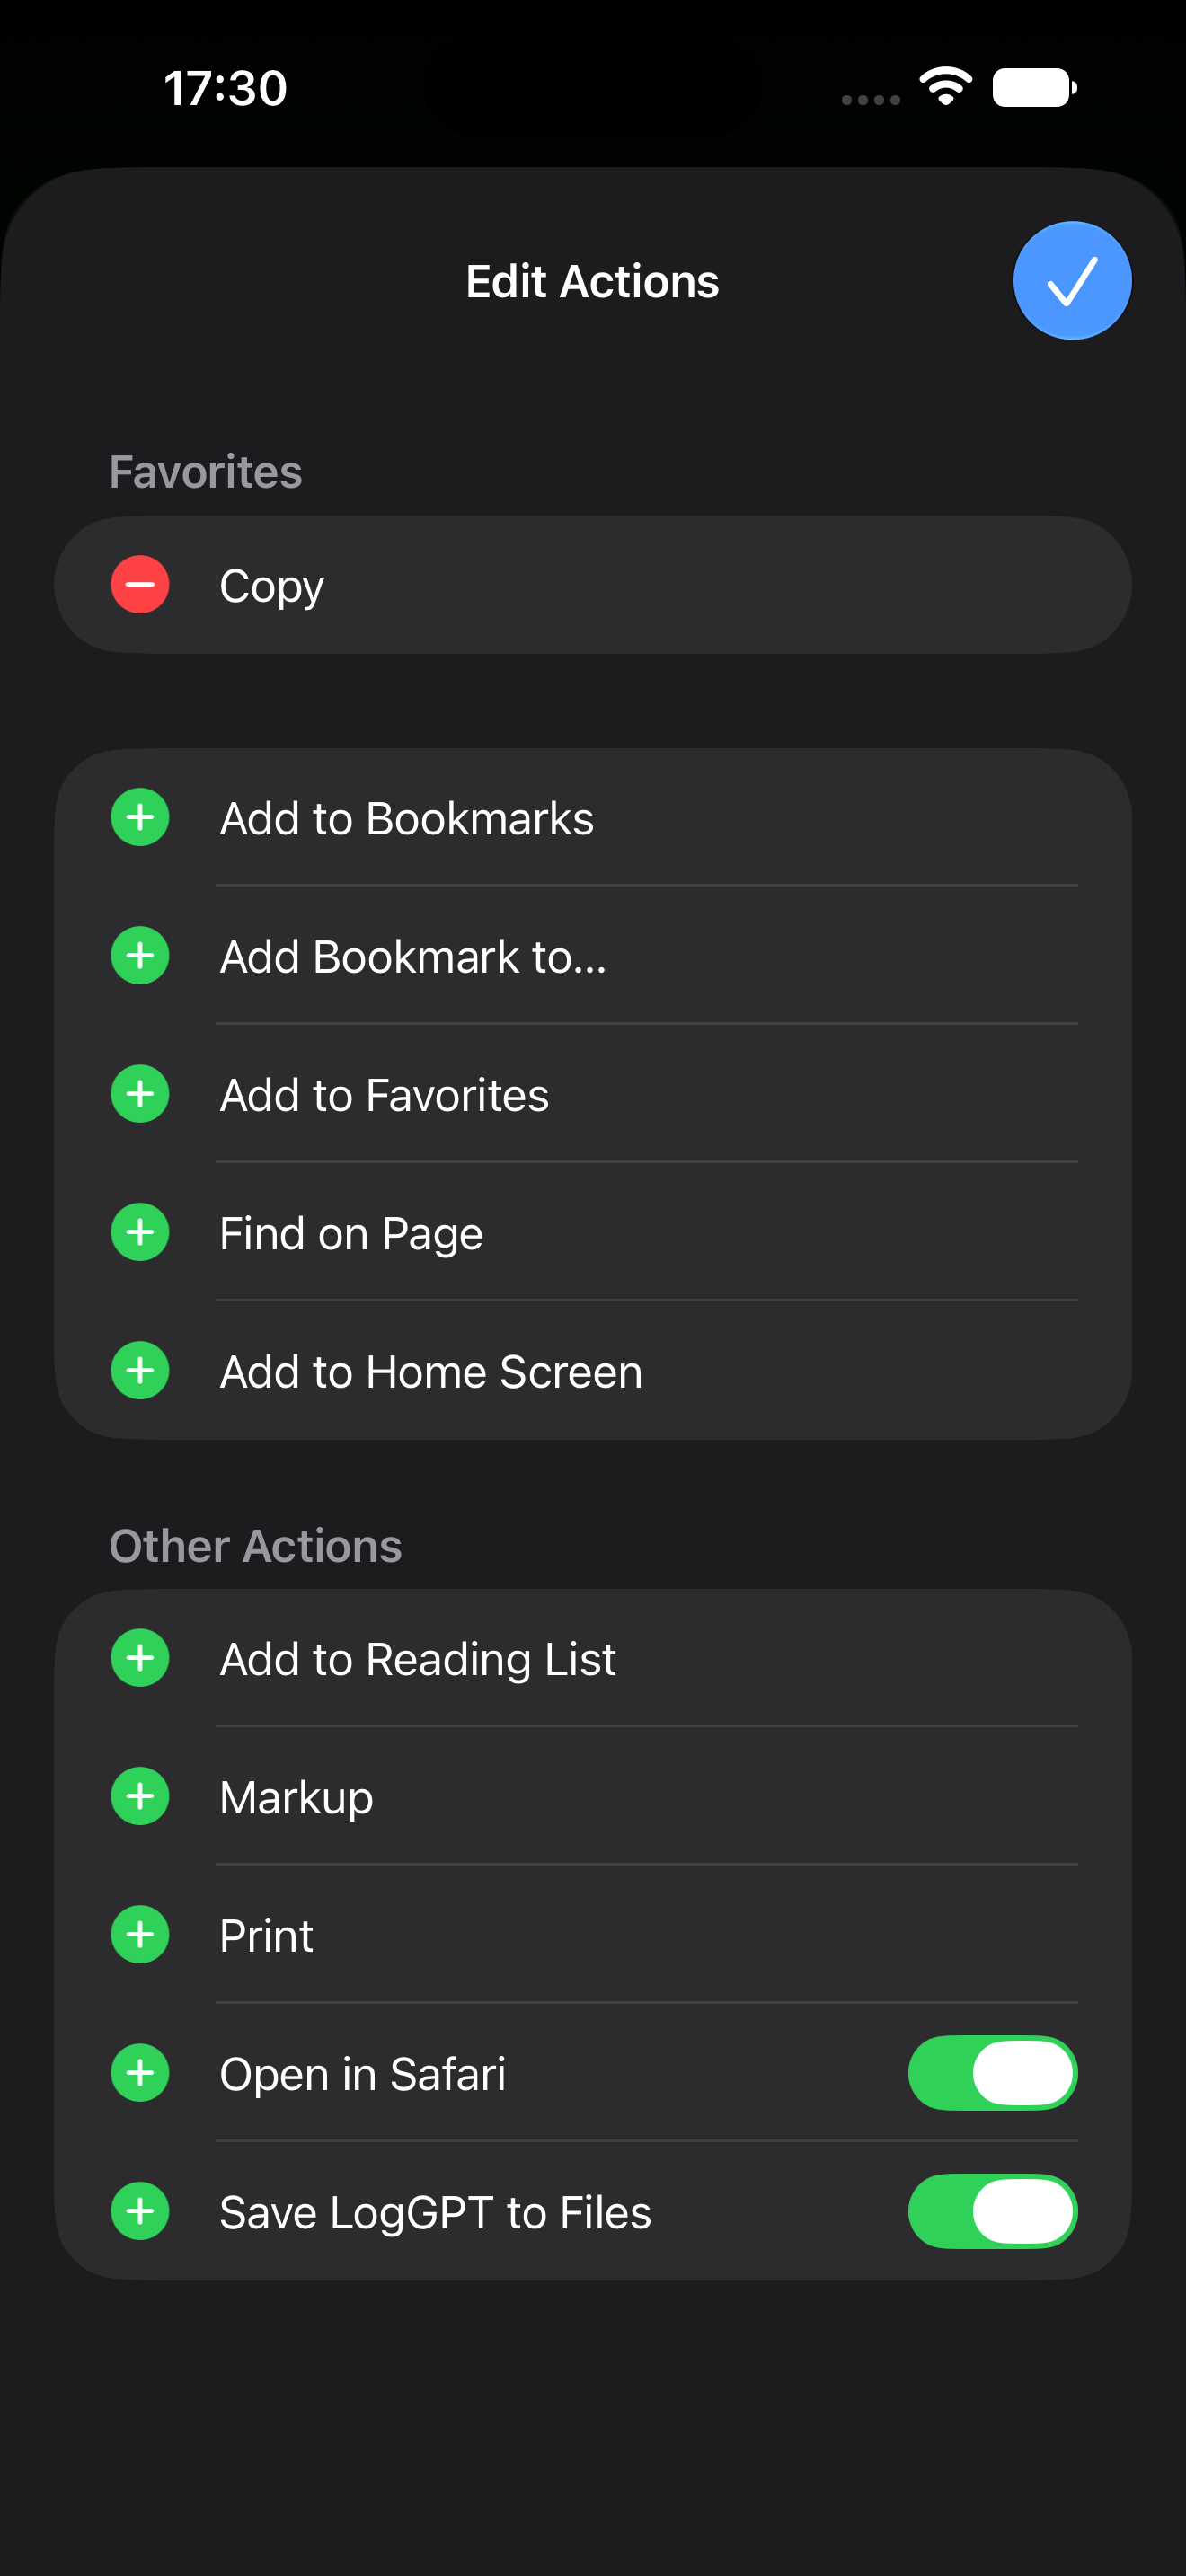 17:30
Edit Actions
Favorites
Copy
Add to Bookmarks
Add Bookmark to...
Add to Favorites
Find on Page
Add to Home Screen
Other Actions
Add to Reading List
Markup
Print
Open in Safari
Save LogGPT to Files